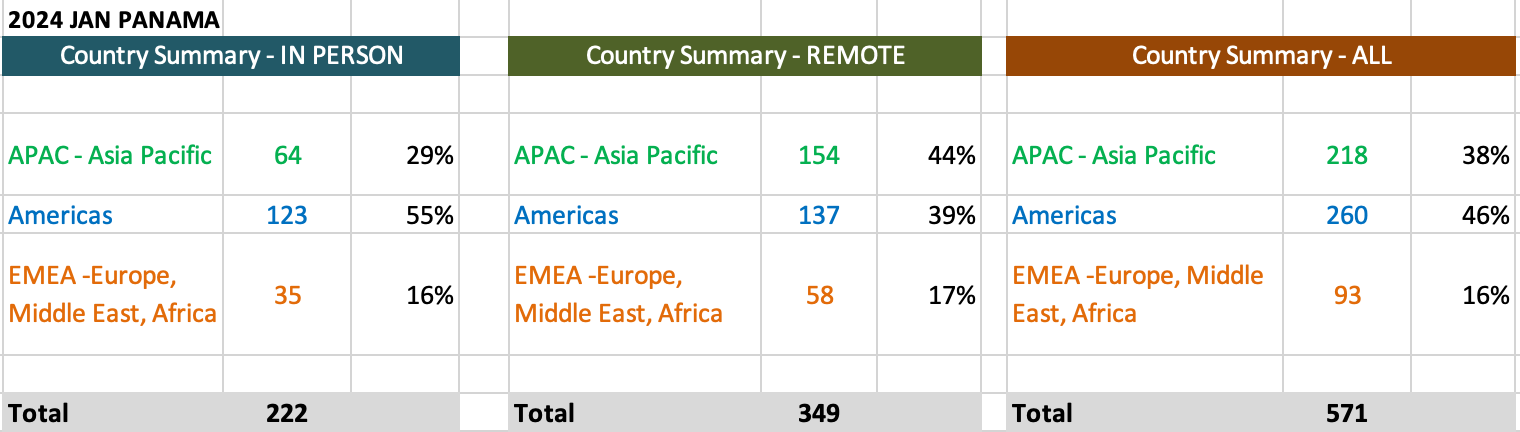 2024 JAN PANAMA
Country Summary - IN PERSON
Country Summary - REMOTE
Country Summary - ALL
APAC - Asia Pacific 64 29% APAC - Asia Pacific 154 44% APAC - Asia Pacific 218 38%
Americas 123 55% Americas 137 39% Americas 260 46%
EMEA -Europe, Middle East, Africa 35 16% EMEA -Europe, Middle East, Africa 58 17% EMEA -Europe, Middle East, Africa 93 16%
Total 222 Total 349 Total 571